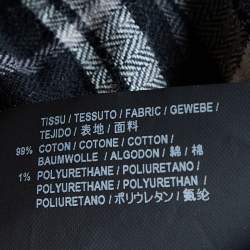 TISSU / TESSUTO / FABRIC / GEWEBE /
TEJIDO / 表地 / 面料
99% COTON / COTONE / COTTON /
BAUMWOLLE / ALGODON / 綿 / 棉
1% POLYURETHANE / POLIURETANO /
POLYURETHANE / POLYURETHAN /
POLIURETANO / ポリウレタン / 氨纶